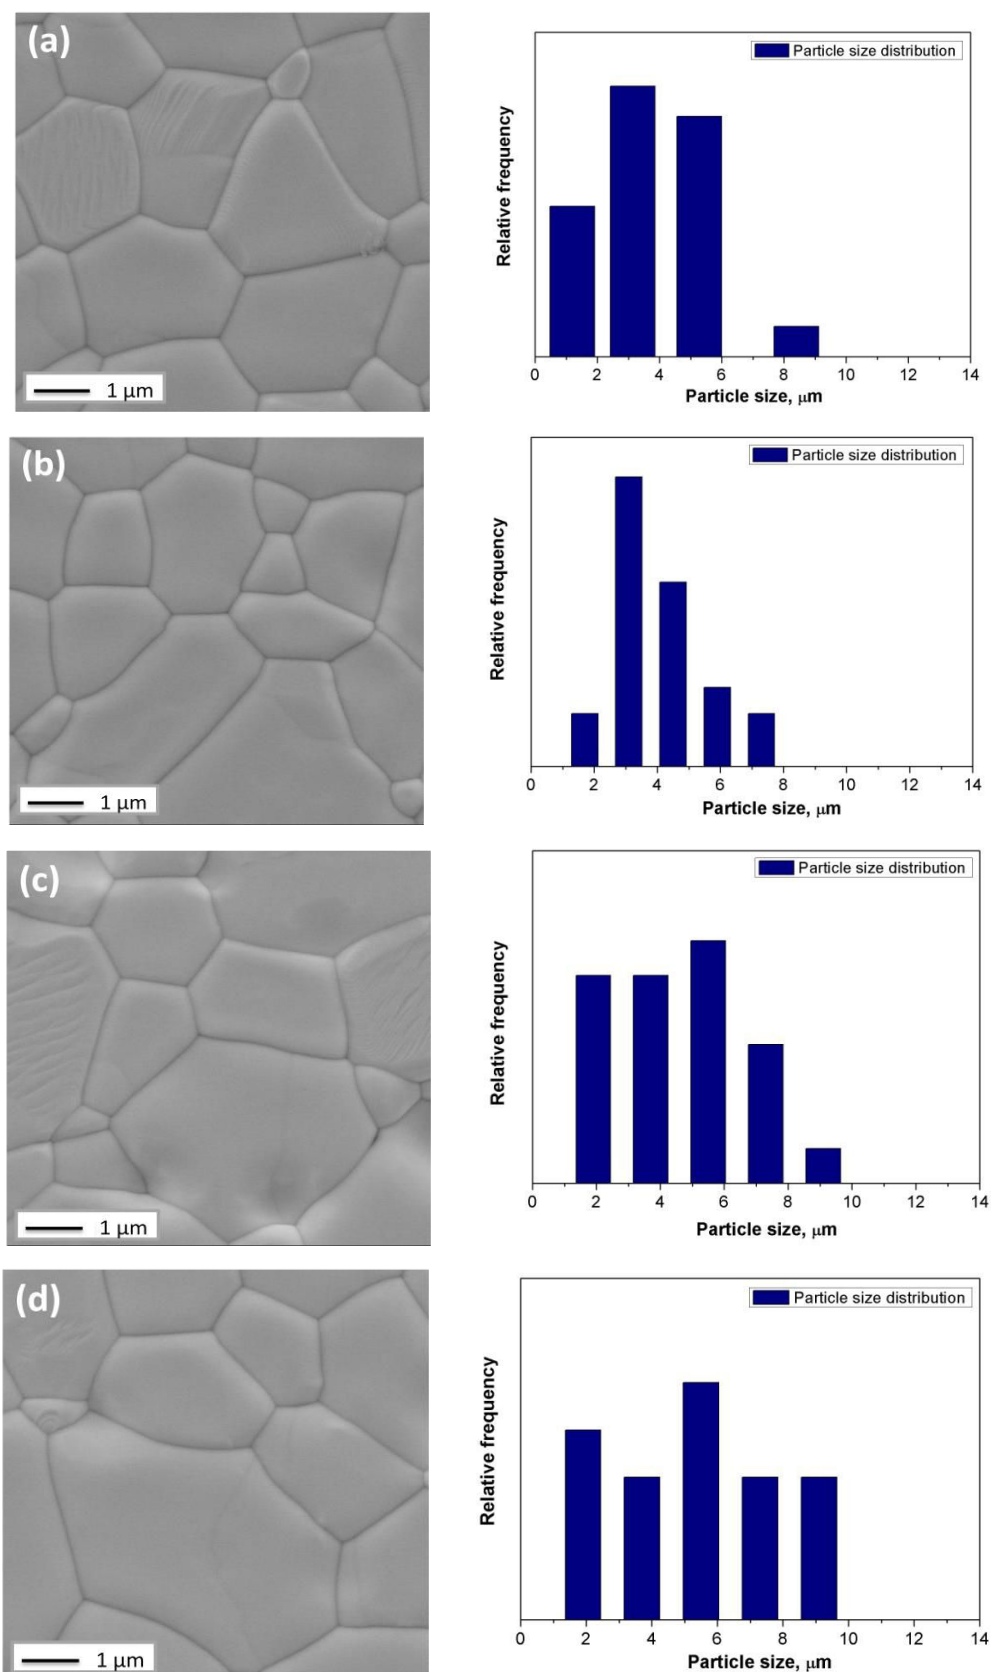 (a)
1 μm
Particle size distribution
Relative frequency
0 2 4 6 8 10 12 14
Particle size, μm
(b)
1 μm
Particle size distribution
Relative frequency
0 2 4 6 8 10 12 14
Particle size, μm
(c)
1 μm
Particle size distribution
Relative frequency
0 2 4 6 8 10 12 14
Particle size, μm
(d)
1 μm
Particle size distribution
Relative frequency
0 2 4 6 8 10 12 14
Particle size, μm